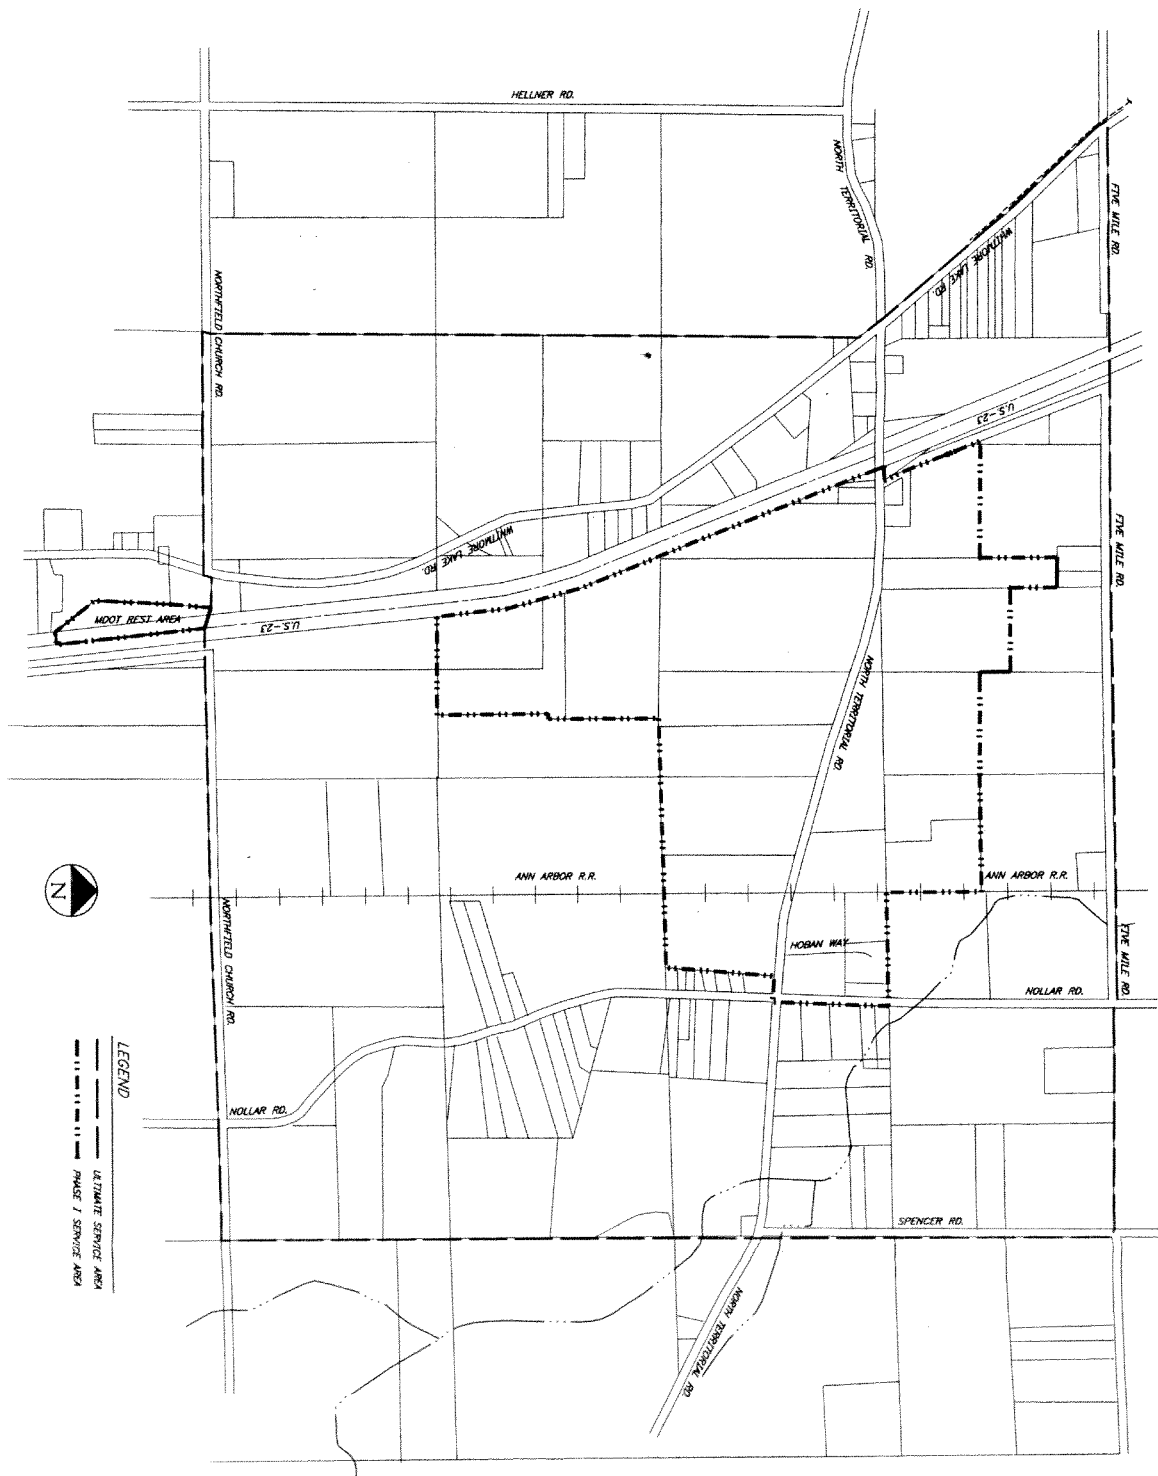 HELLNER RD.
NORTH TERRITORIAL RD.
FIVE MILE RD.
WHITMORE LAKE RD.
NORTHFIELD CHURCH RD.
U.S.-23
FIVE MILE RD.
WHITMORE LAKE RD.
MDOT REST AREA
U.S.-23
NORTH TERRITORIAL RD.
ANN ARBOR R.R.
ANN ARBOR R.R.
N
HOBAN WAY
FIVE MILE RD.
NORTHFIELD CHURCH RD.
NOLLAR RD.
NOLLAR RD.
SPENCER RD.
NORTH TERRITORIAL RD.
LEGEND
ULTIMATE SERVICE AREA
PHASE I SERVICE AREA